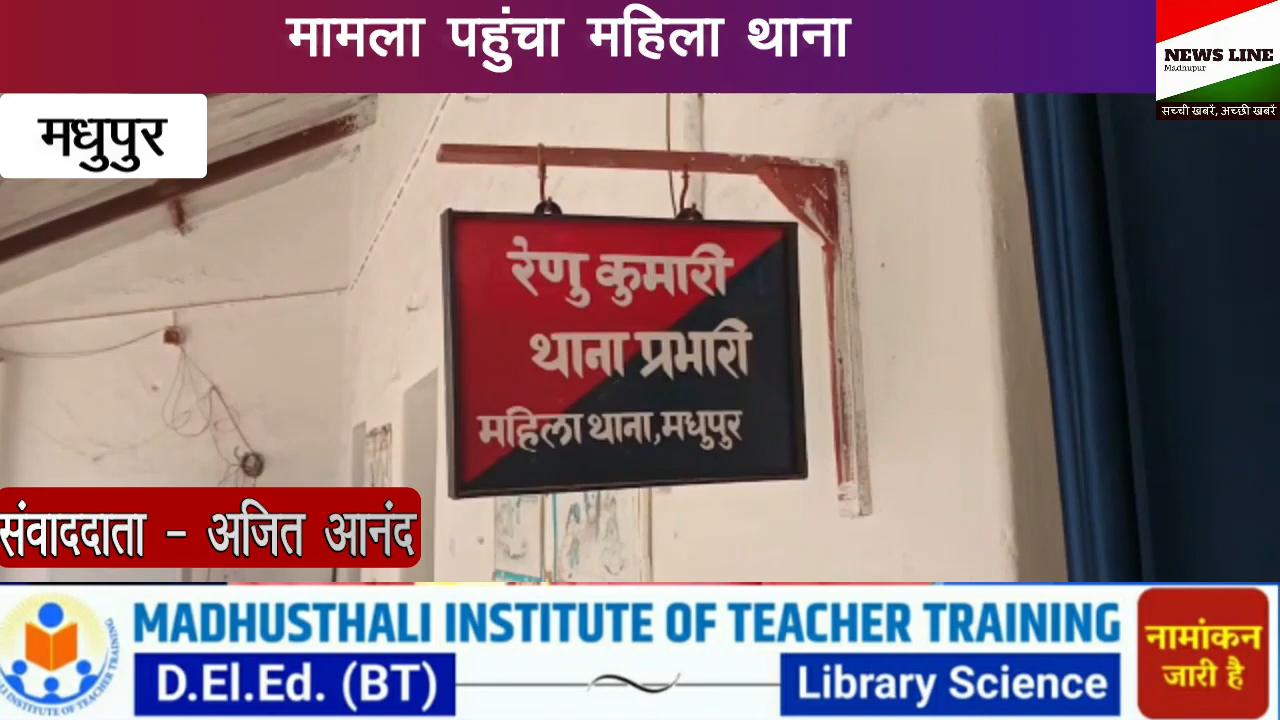 मामला पहुंचा महिला थाना
NEWS LINE
Madhupur
सच्ची खबरें, अच्छी खबरें
मधुपुर
रेणु कुमारी
थाना प्रभारी
महिला थाना, मधुपुर
संवाददाता - अजित आनंद
MADHUSTHALI INSTITUTE OF TEACHER TRAINING
D.El.Ed. (BT)
Library Science
नामांकन
जारी है